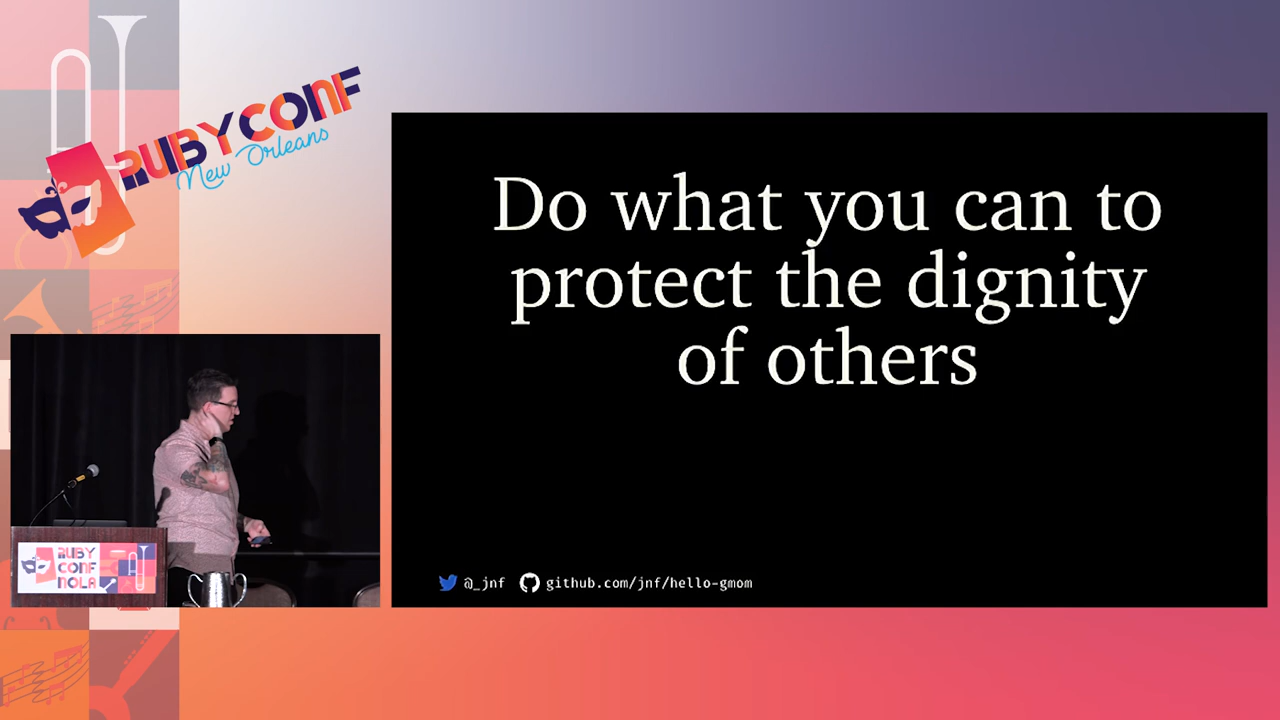 RUBYCONF
New Orleans
Do what you can to
protect the dignity
of others
@_jnf github.com/jnf/hello-gmom
RUBY
CONF
NOLA